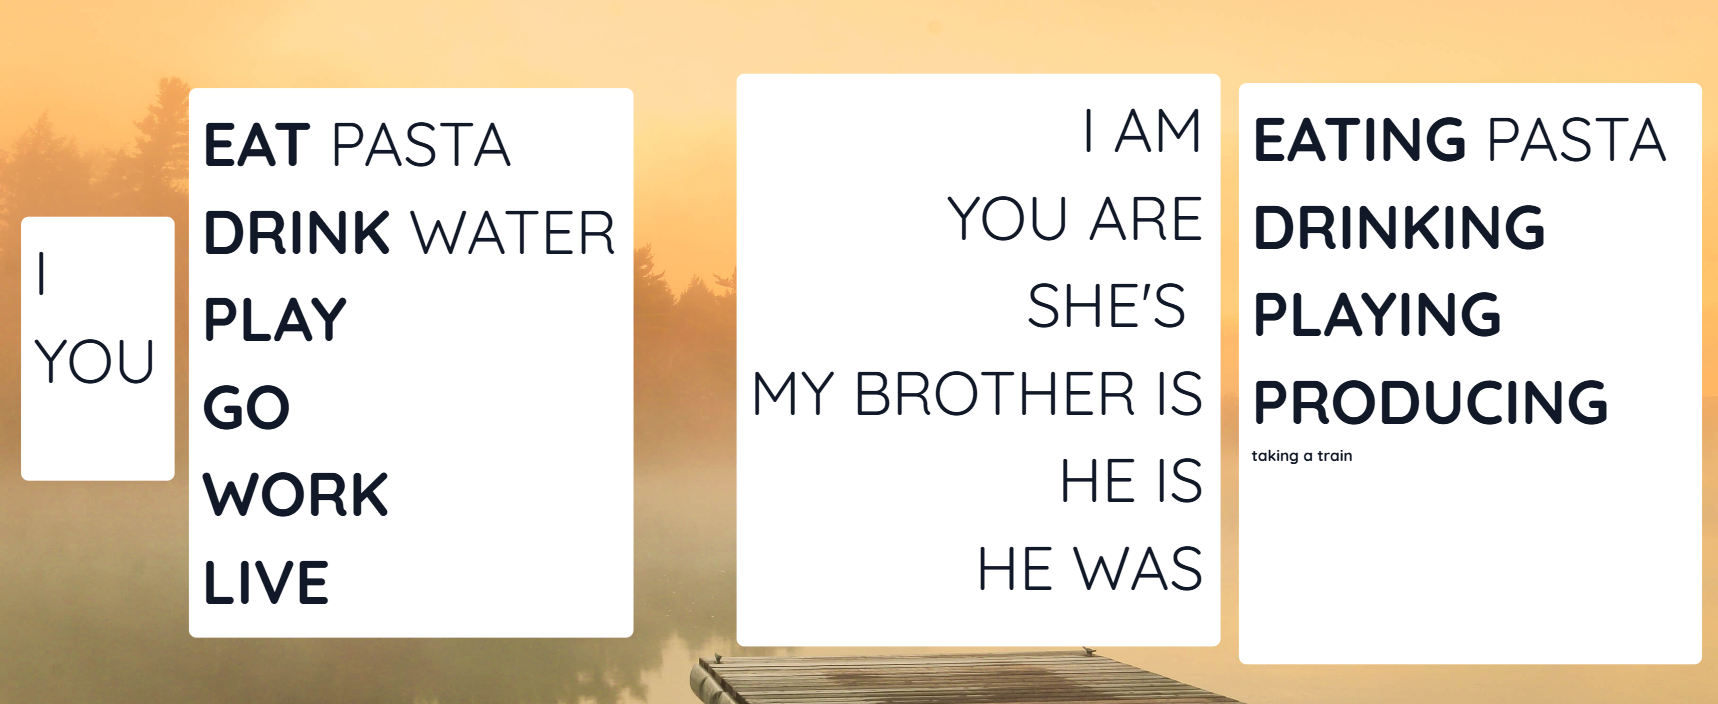 I
YOU
EAT PASTA
DRINK WATER
PLAY
GO
WORK
LIVE
I AM
YOU ARE
SHE'S
MY BROTHER IS
HE IS
HE WAS
EATING PASTA
DRINKING
PLAYING
PRODUCING
taking a train